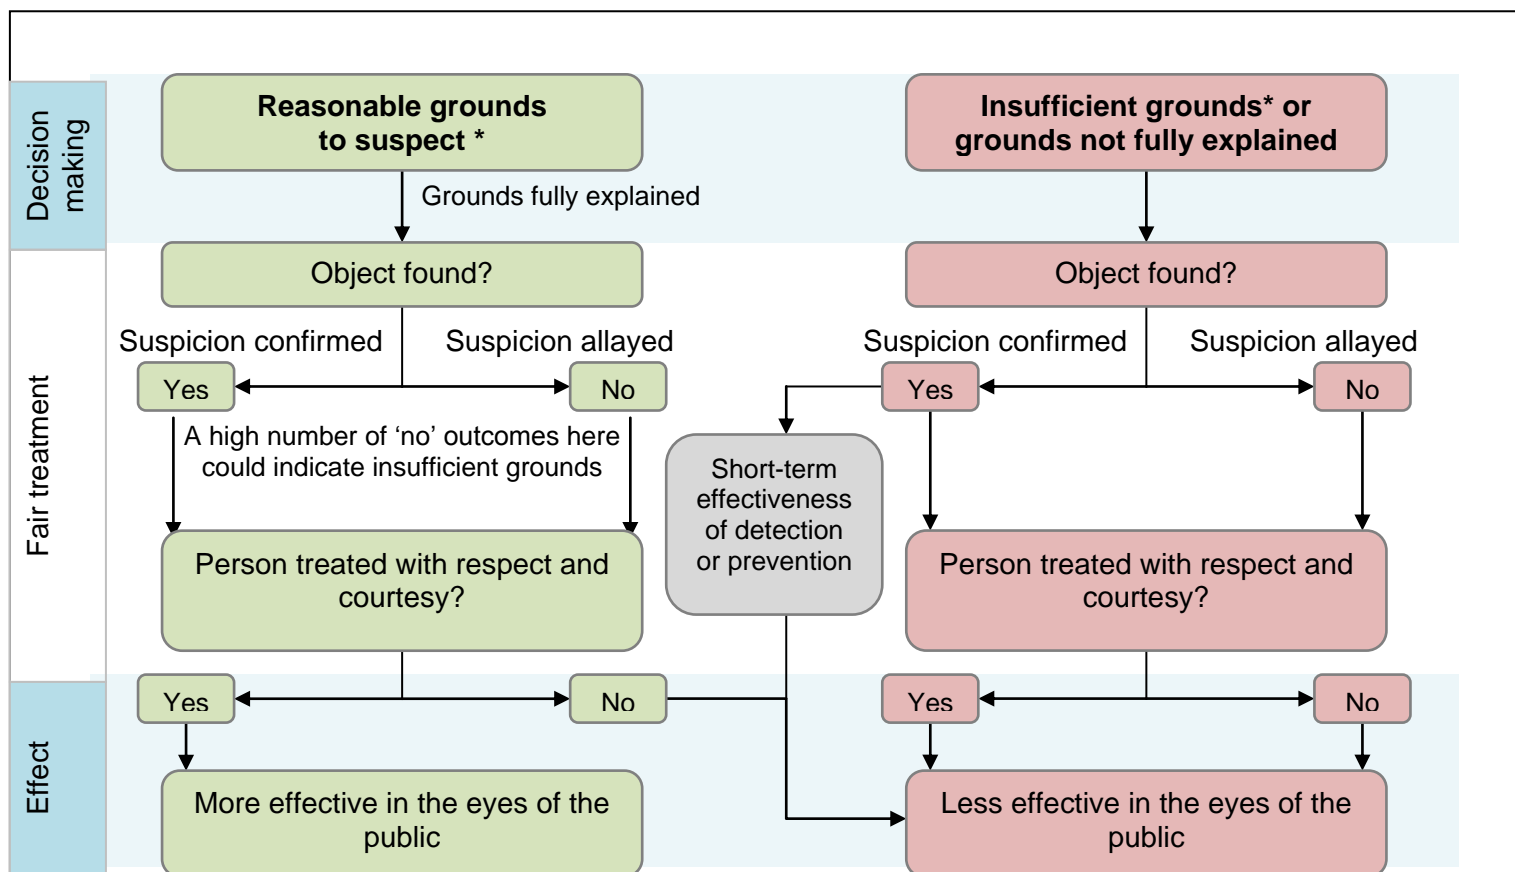 Decision
making
Reasonable grounds
to suspect *
Insufficient grounds* or
grounds not fully explained
Grounds fully explained
Fair treatment
Object found?
Object found?
Suspicion confirmed
Suspicion allayed
Suspicion confirmed
Suspicion allayed
Yes
No
Yes
No
A high number of ‘no’ outcomes here
could indicate insufficient grounds
Short-term
effectiveness
of detection
or prevention
Person treated with respect and
courtesy?
Person treated with respect and
courtesy?
Effect
Yes
No
Yes
No
More effective in the eyes of the
public
Less effective in the eyes of the
public